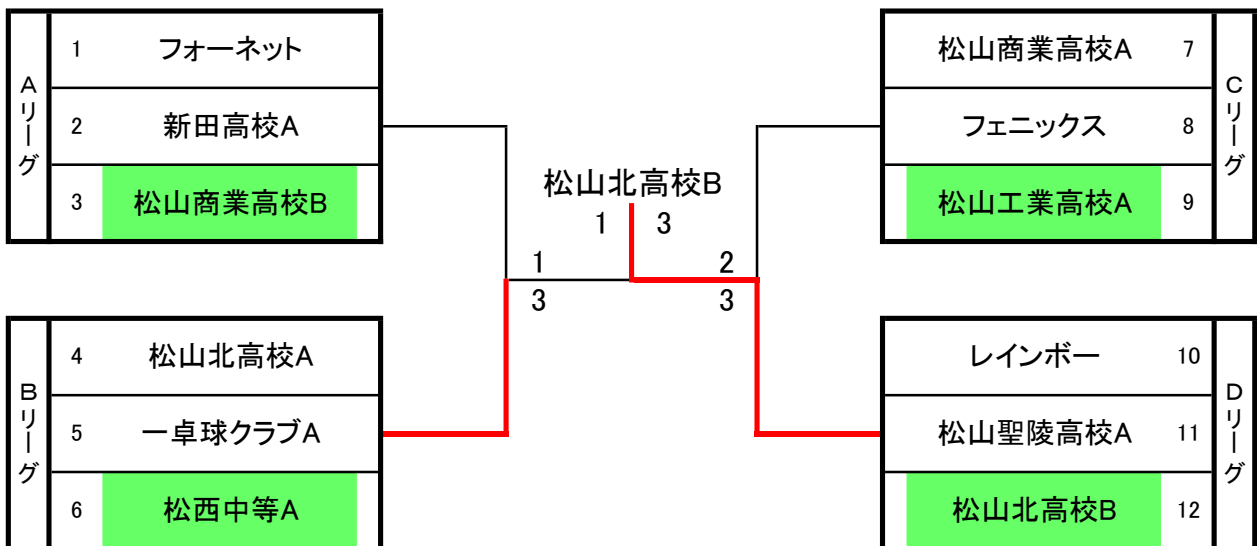 Aリーグ
1 フォーネット
2 新田高校A
3 松山商業高校B
Bリーグ
4 松山北高校A
5 一卓球クラブA
6 松西中等A
松山北高校B
1 3
1
3
2
3
松山商業高校A 7
フェニックス 8
松山工業高校A 9
Cリーグ
レインボー 10
松山聖陵高校A 11
松山北高校B 12
Dリーグ